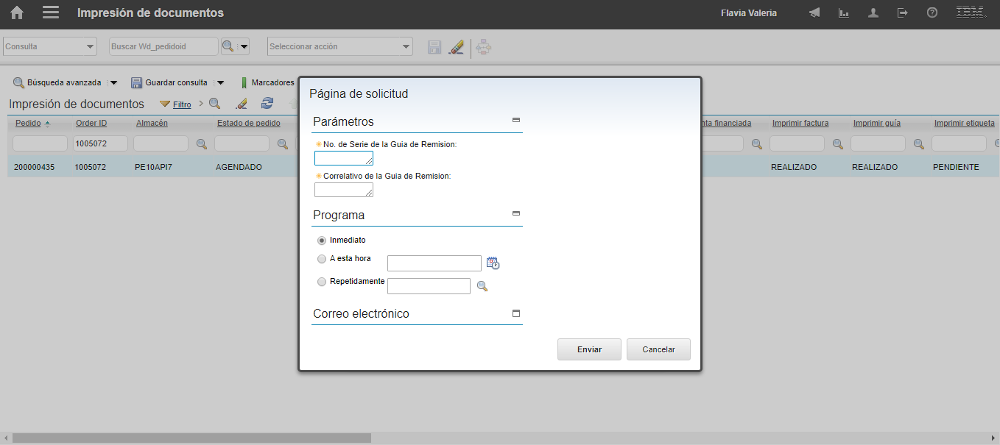 Impresión de documentos
Flavia Valeria
IBM.
Consulta
Buscar Wd_pedidoid
Seleccionar acción
Búsqueda avanzada
Guardar consulta
Marcadores
Impresión de documentos
Filtro
Pedido
Order ID
Almacén
Estado de pedido
nta financiada
Imprimir factura
Imprimir guía
Imprimir etiqueta
1005072
200000435
1005072
PE10API7
AGENDADO
REALIZADO
REALIZADO
PENDIENTE
Página de solicitud
Parámetros
No. de Serie de la Guia de Remision:
Correlativo de la Guia de Remision:
Programa
Inmediato
A esta hora
Repetidamente
Correo electrónico
Enviar
Cancelar